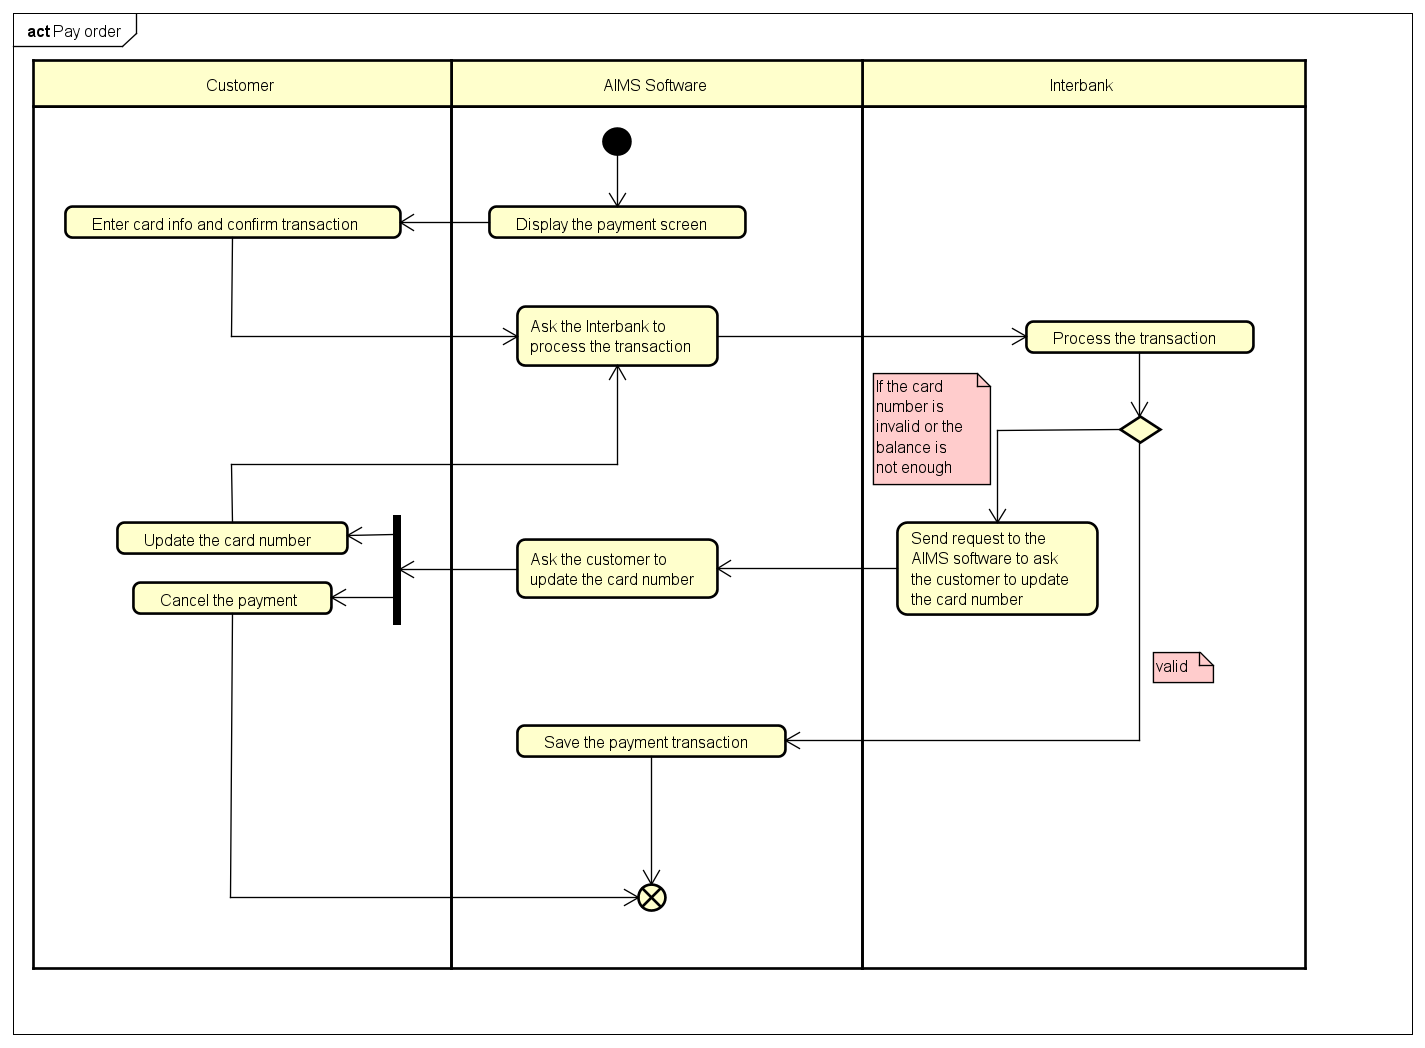 act Pay order
Customer
AIMS Software
Interbank
Enter card info and confirm transaction
Display the payment screen
Ask the Interbank to
process the transaction
Process the transaction
If the card
number is
invalid or the
balance is
not enough
Update the card number
Cancel the payment
Ask the customer to
update the card number
Send request to the
AIMS software to ask
the customer to update
the card number
valid
Save the payment transaction